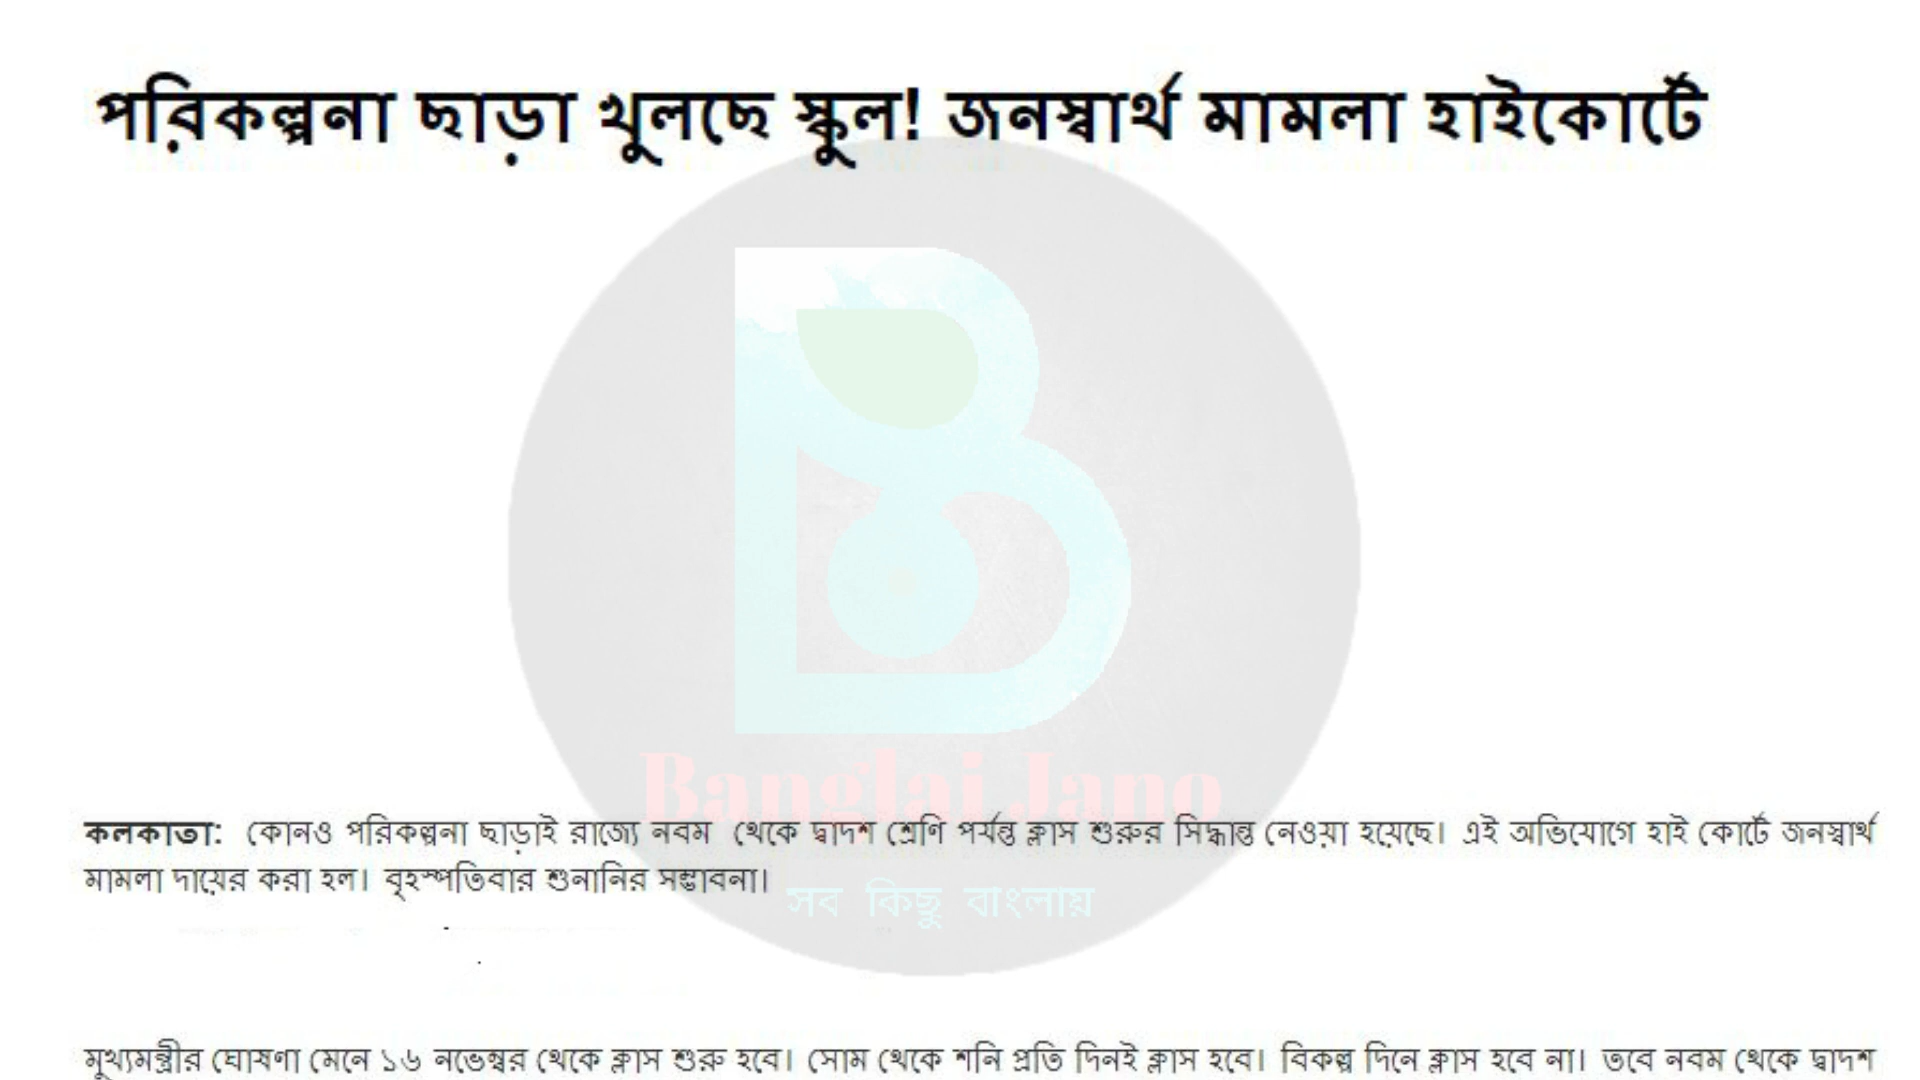 পরিকল্পনা ছাড়া খুলছে স্কুল! জনস্বার্থ মামলা হাইকোর্টে
Banglai Jano
কলকাতা: কোনও পরিকল্পনা ছাড়াই রাজ্যে নবম থেকে দ্বাদশ শ্রেণি পর্যন্ত ক্লাস শুরুর সিদ্ধান্ত নেওয়া হয়েছে। এই অভিযোগে হাই কোর্টে জনস্বার্থ
মামলা দায়ের করা হল। বৃহস্পতিবার শুনানির সম্ভাবনা।
সব কিছু বাংলায়
মুখ্যমন্ত্রীর ঘোষণা মেনে ১৬ নভেম্বর থেকে ক্লাস শুরু হবে। সোম থেকে শনি প্রতি দিনই ক্লাস হবে। বিকল্প দিনে ক্লাস হবে না। তবে নবম থেকে দ্বাদশ